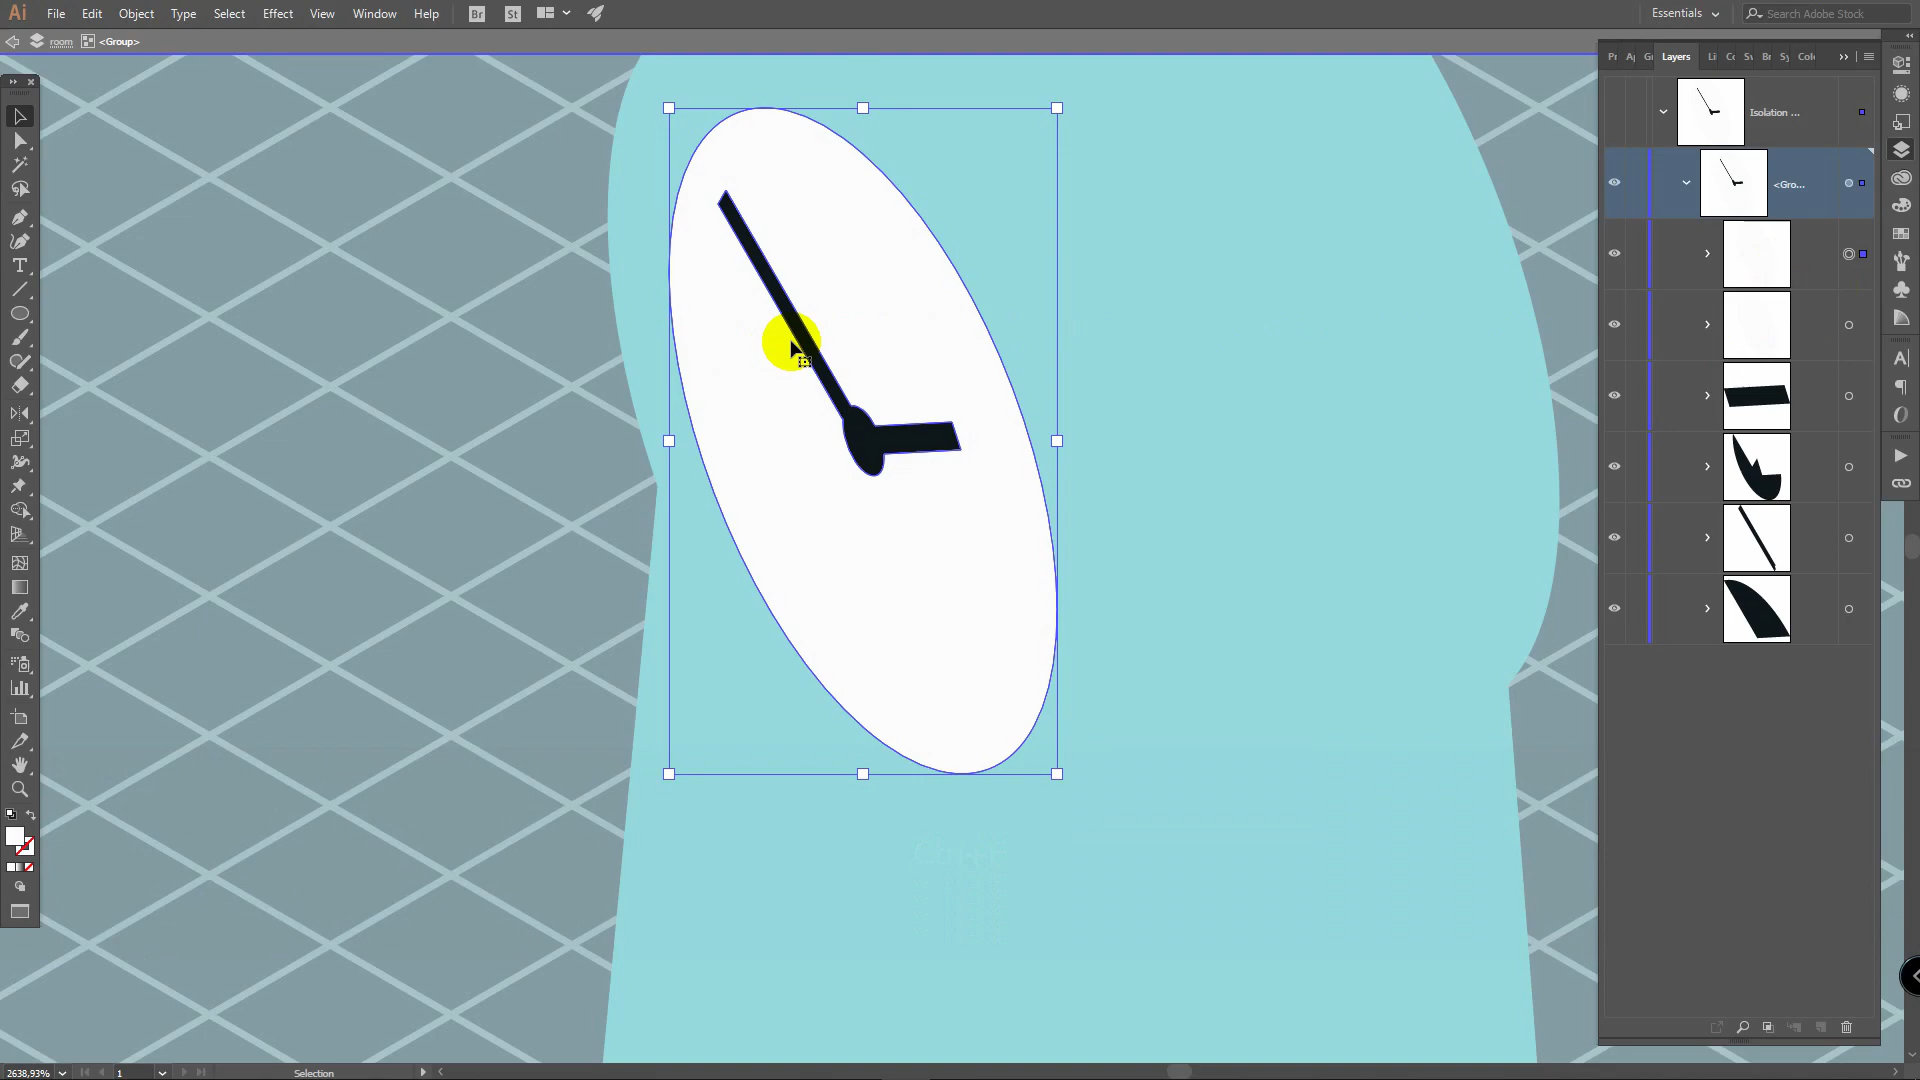 Ai File Edit Object Type Select Effect View Window Help Br St Essentials Search Adobe Stock
room <Group>
Layers
Isolation ...
<Gro...
2638,93% 1 Selection